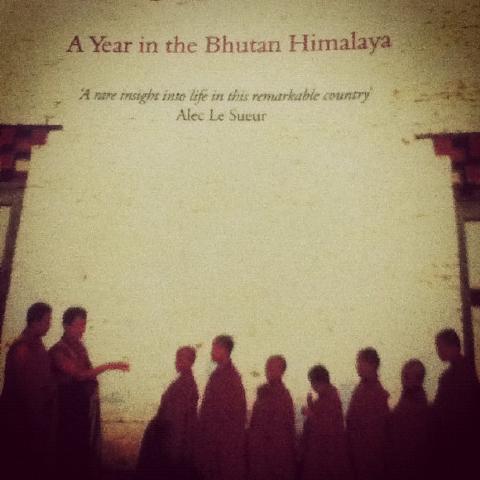 A Year in the Bhutan Himalaya
'A rare insight into life in this remarkable country'
Alec Le Sueur